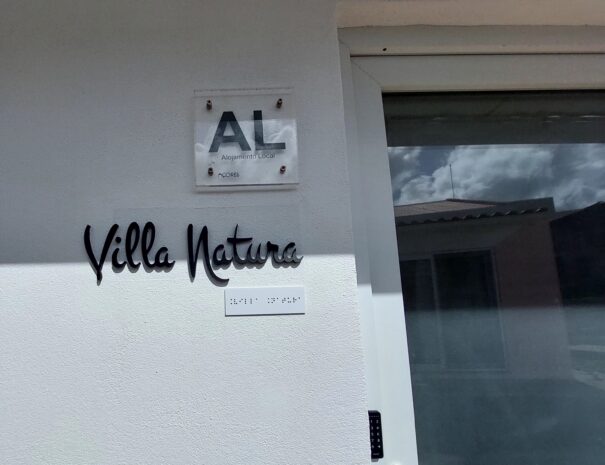 AL
Alojamento Local
AÇORES
Villa Natura
⠨⠧⠊⠇⠇⠁ ⠨⠝⠁⠞⠥⠗⠁